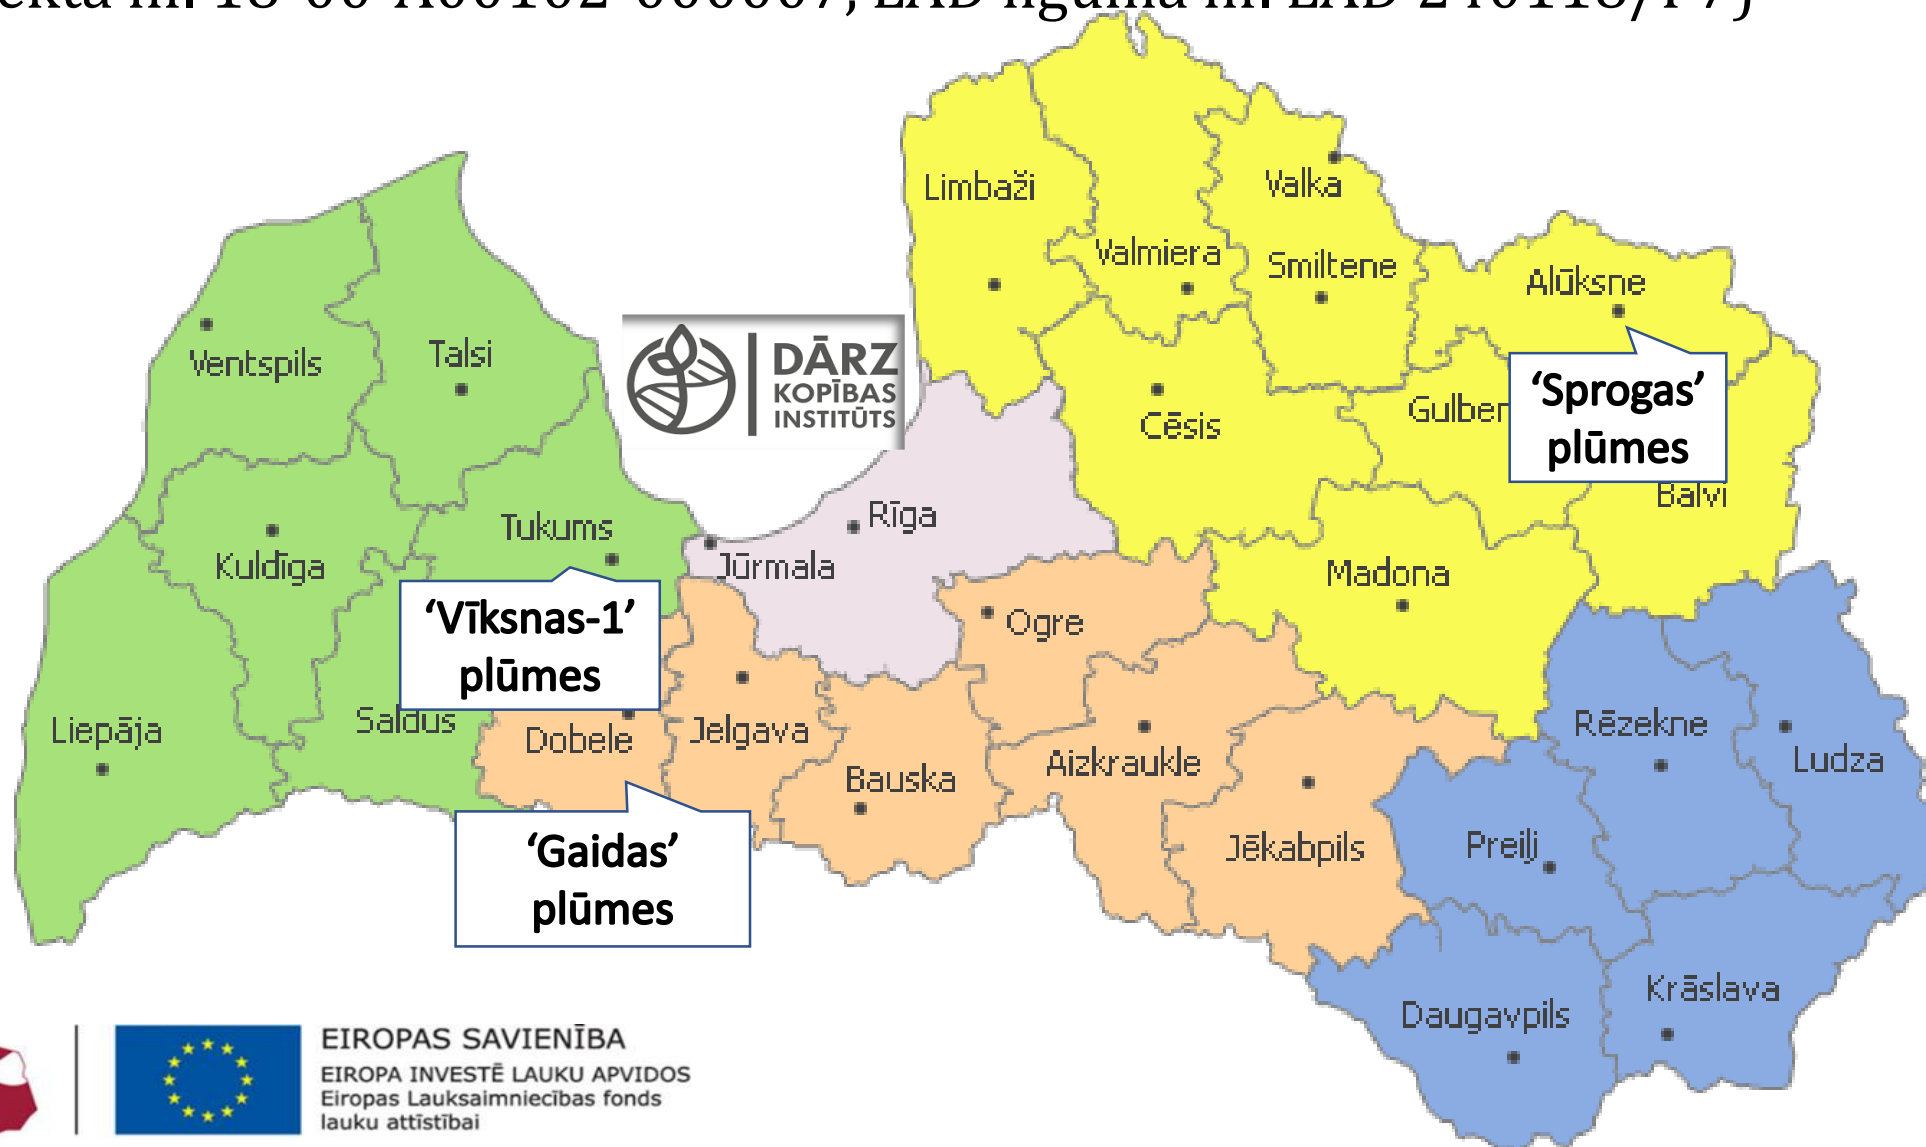 Limbaži
Valka
Valmiera
Smiltene
Alūksne
Ventspils
Talsi
DĀRZ
KOPĪBAS
INSTITŪTS
Cēsis
‘Sprogas’
plūmes
Balvi
Rīga
Tukums
Jūrmala
Kuldīga
Madona
Ogre
‘Vīksnas-1’
plūmes
Liepāja
Saldus
Dobele
Jelgava
Bauska
Aizkraukle
Rēzekne
Ludza
Jēkabpils
Preiļi
‘Gaidas’
plūmes
Krāslava
Daugavpils
EIROPAS SAVIENĪBA
EIROPA INVESTĒ LAUKU APVIDOS
Eiropas Lauksaimniecības fonds
lauku attīstībai